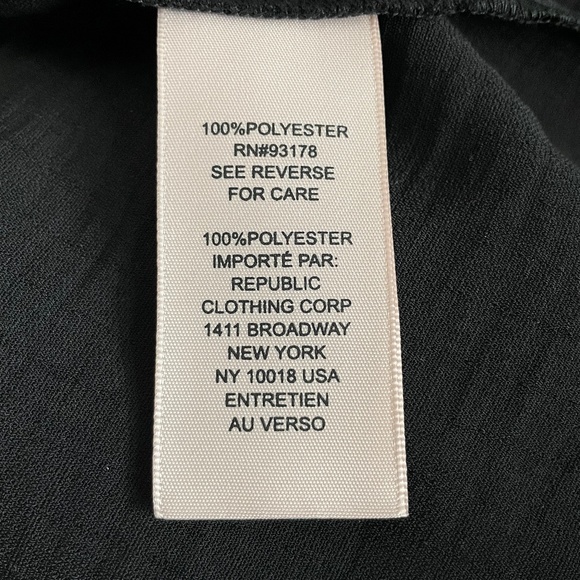 100%POLYESTER
RN#93178
SEE REVERSE
FOR CARE
100%POLYESTER
IMPORTÉ PAR:
REPUBLIC
CLOTHING CORP
1411 BROADWAY
NEW YORK
NY 10018 USA
ENTRETIEN
AU VERSO